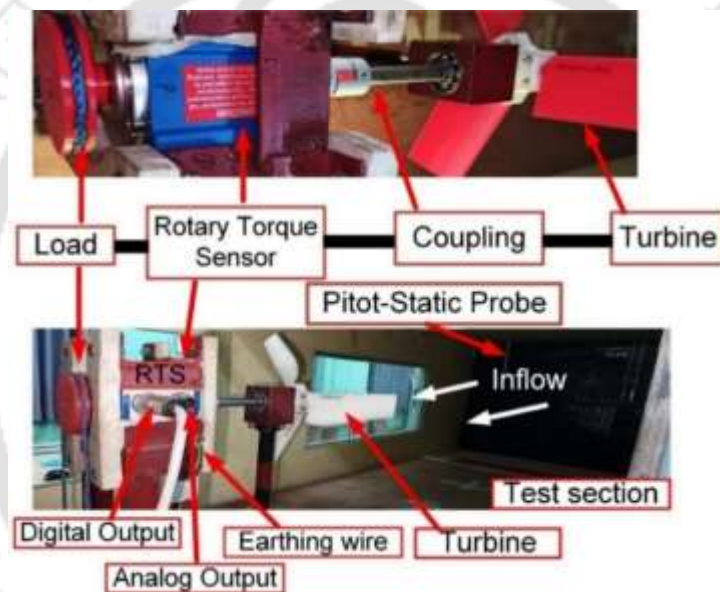 Load
Rotary Torque
Sensor
Coupling
Turbine
Pitot-Static Probe
RTS
Inflow
Test section
Digital Output
Earthing wire
Turbine
Analog Output